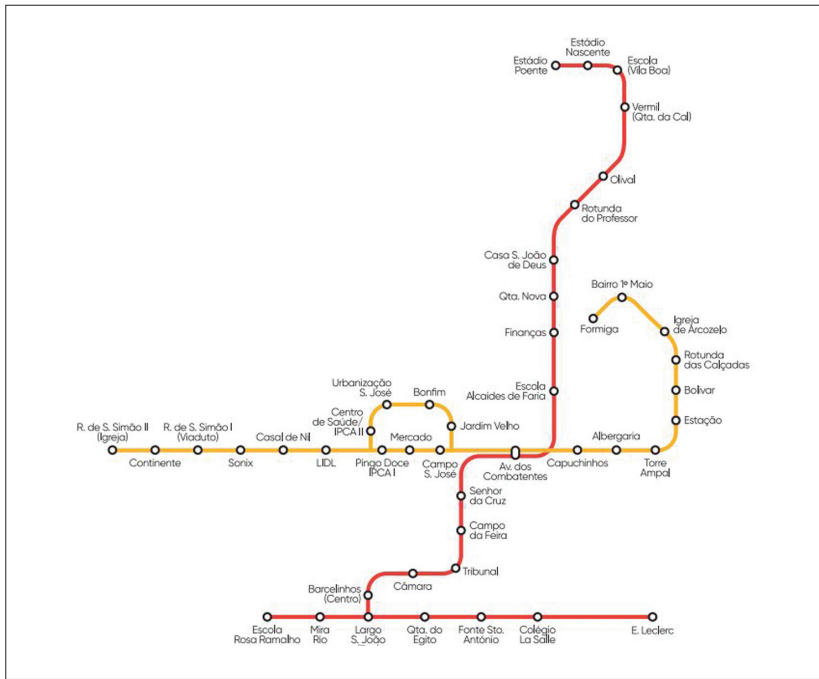 Estádio
Nascente
Estádio
Poente
Escola
(Vila Boa)
Vermil
(Qta. da Cal)
Olival
Rotunda
do Professor
Casa S. João
de Deus
Qta. Nova
Bairro 1º Maio
Formiga
Igreja
de Arcozelo
Finanças
Rotunda
das Calçadas
Escola
Alcaides de Faria
Bolivar
Urbanização
S. José
Bonfim
Centro
de Saúde/
IPCA II
Jardim Velho
Estação
R. de S. Simão II
(Igreja)
R. de S. Simão I
(Viaduto)
Casal de Nil
Mercado
Albergaria
Continente
Sonix
LIDL
Pingo Doce
IPCA I
Campo
S. José
Av. dos
Combatentes
Capuchinhos
Torre
Ampal
Senhor
da Cruz
Campo
da Feira
Tribunal
Câmara
Barcelinhos
(Centro)
Escola
Rosa Ramalho
Mira
Rio
Largo
S. João
Qta. do
Egito
Fonte Sto.
António
Colégio
La Salle
E. Leclerc